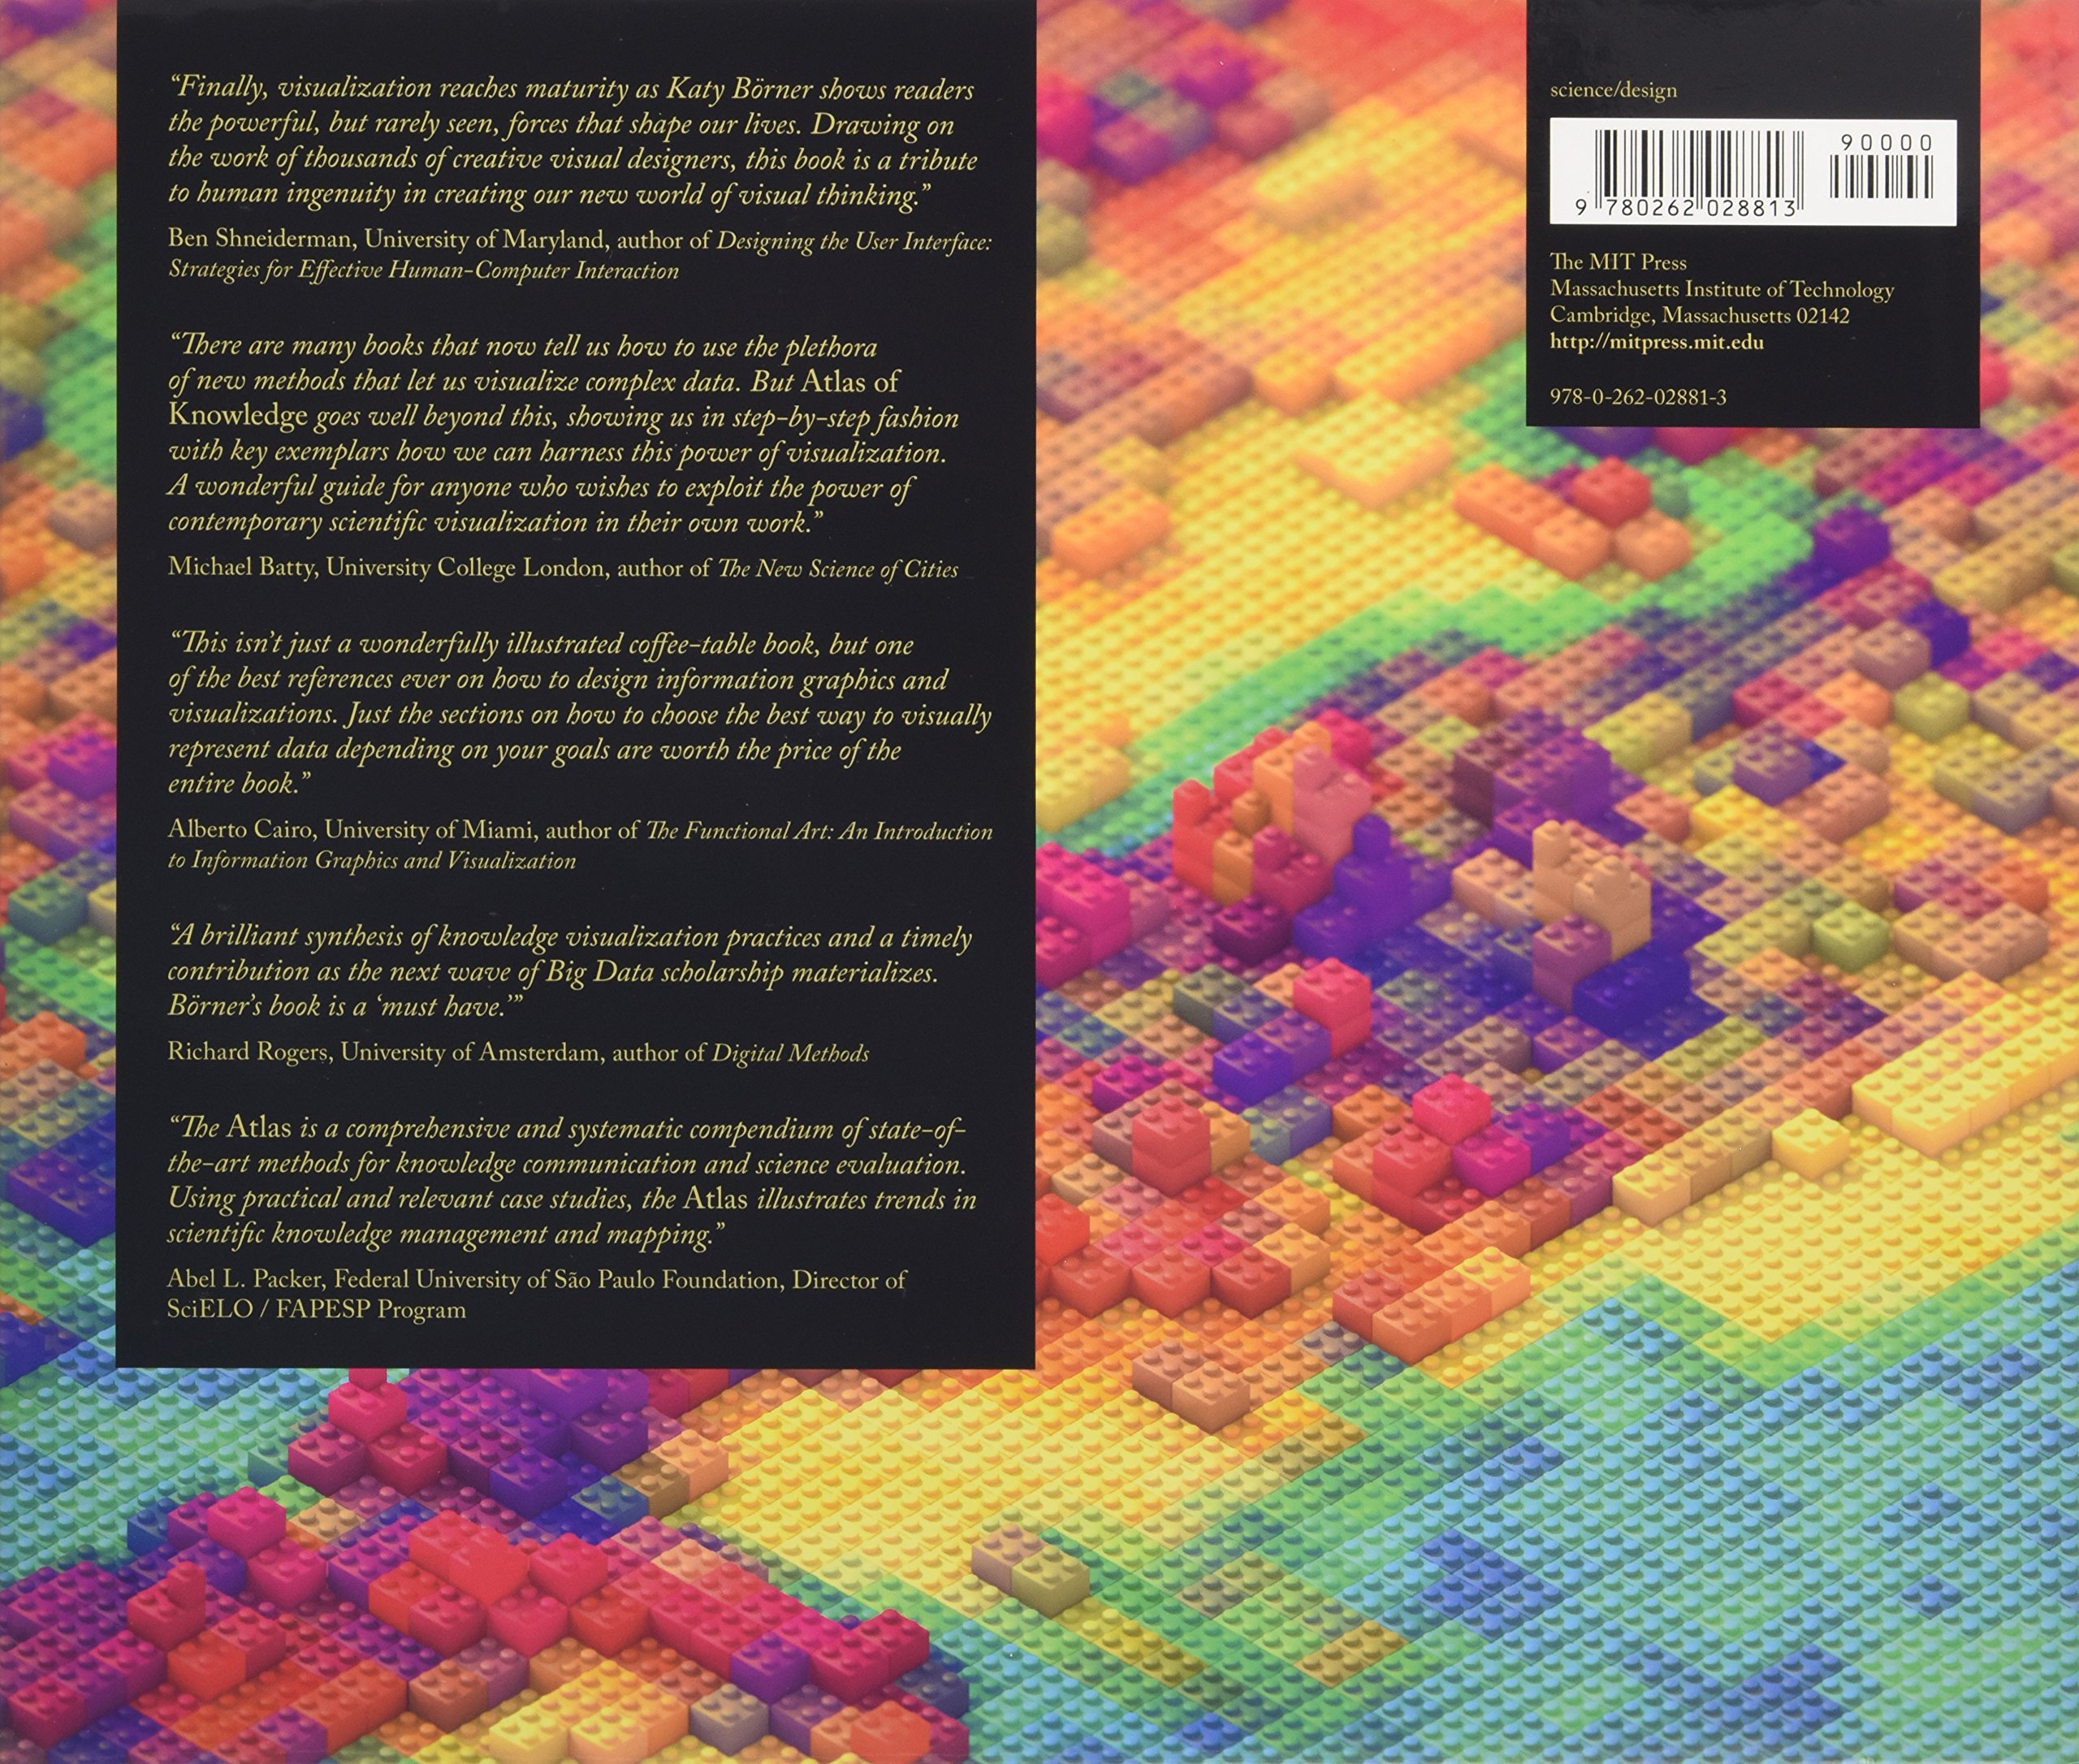 “Finally, visualization reaches maturity as Katy Börner shows readers
the powerful, but rarely seen, forces that shape our lives. Drawing on
the work of thousands of creative visual designers, this book is a tribute
to human ingenuity in creating our new world of visual thinking.”
Ben Shneiderman, University of Maryland, author of Designing the User Interface:
Strategies for Effective Human-Computer Interaction
“There are many books that now tell us how to use the plethora
of new methods that let us visualize complex data. But Atlas of
Knowledge goes well beyond this, showing us in step-by-step fashion
with key exemplars how we can harness this power of visualization.
A wonderful guide for anyone who wishes to exploit the power of
contemporary scientific visualization in their own work.”
Michael Batty, University College London, author of The New Science of Cities
“This isn’t just a wonderfully illustrated coffee-table book, but one
of the best references ever on how to design information graphics and
visualizations. Just the sections on how to choose the best way to visually
represent data depending on your goals are worth the price of the
entire book.”
Alberto Cairo, University of Miami, author of The Functional Art: An Introduction
to Information Graphics and Visualization
“A brilliant synthesis of knowledge visualization practices and a timely
contribution as the next wave of Big Data scholarship materializes.
Börner’s book is a ‘must have.’”
Richard Rogers, University of Amsterdam, author of Digital Methods
“The Atlas is a comprehensive and systematic compendium of state-of-
the-art methods for knowledge communication and science evaluation.
Using practical and relevant case studies, the Atlas illustrates trends in
scientific knowledge management and mapping.”
Abel L. Packer, Federal University of São Paulo Foundation, Director of
SciELO / FAPESP Program
science/design
90000
9 780262 028813
The MIT Press
Massachusetts Institute of Technology
Cambridge, Massachusetts 02142
http://mitpress.mit.edu
978-0-262-02881-3